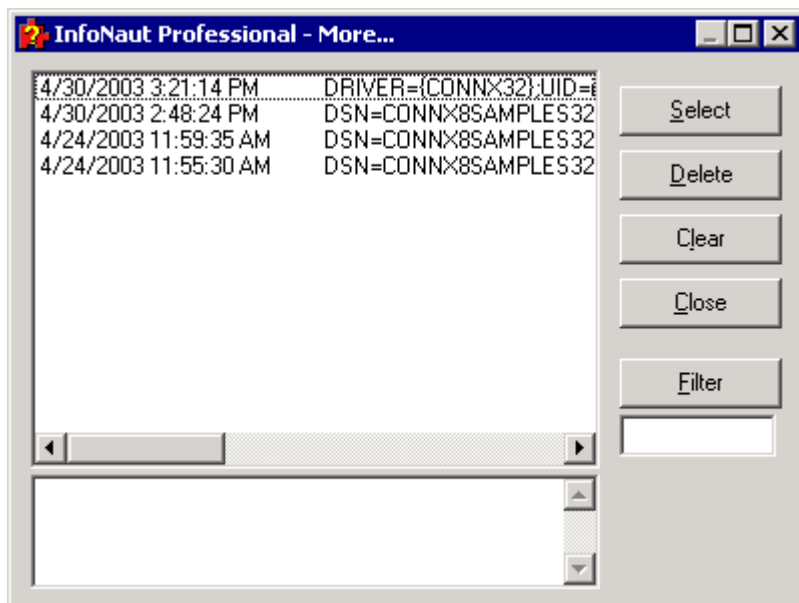 InfoNaut Professional - More...
4/30/2003 3:21:14 PM DRIVER={CONNX32};UID=
4/30/2003 2:48:24 PM DSN=CONNX8SAMPLES32
4/24/2003 11:59:35 AM DSN=CONNX8SAMPLES32
4/24/2003 11:55:30 AM DSN=CONNX8SAMPLES32
Select
Delete
Clear
Close
Filter